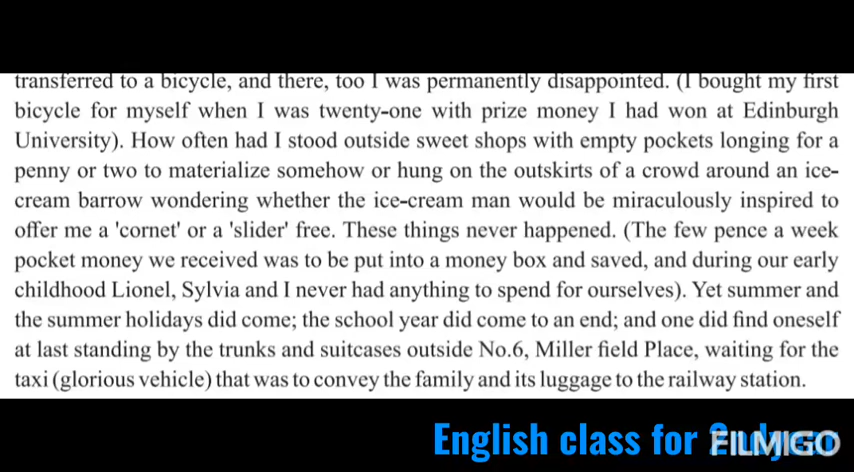 transferred to a bicycle, and there, too I was permanently disappointed. (I bought my first
bicycle for myself when I was twenty-one with prize money I had won at Edinburgh
University). How often had I stood outside sweet shops with empty pockets longing for a
penny or two to materialize somehow or hung on the outskirts of a crowd around an ice-
cream barrow wondering whether the ice-cream man would be miraculously inspired to
offer me a 'cornet' or a 'slider' free. These things never happened. (The few pence a week
pocket money we received was to be put into a money box and saved, and during our early
childhood Lionel, Sylvia and I never had anything to spend for ourselves). Yet summer and
the summer holidays did come; the school year did come to an end; and one did find oneself
at last standing by the trunks and suitcases outside No.6, Miller field Place, waiting for the
taxi (glorious vehicle) that was to convey the family and its luggage to the railway station.
English class for 2nd year
FILMIGO